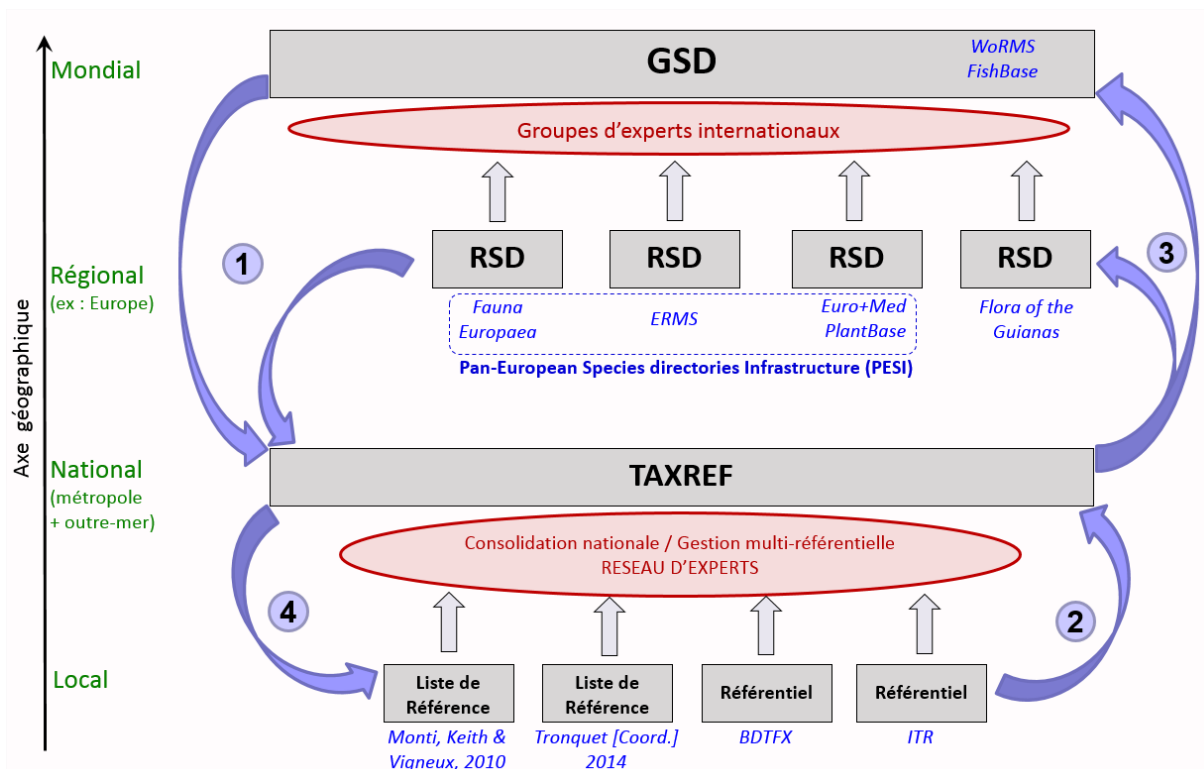 Axe géographique
Mondial
GSD
WoRMS
FishBase
Groupes d'experts internationaux
1
3
Régional
(ex : Europe)
RSD
RSD
RSD
RSD
Fauna
Europaea
ERMS
Euro+Med
PlantBase
Flora of the
Guianas
Pan-European Species directories Infrastructure (PESI)
National
(métropole
+ outre-mer)
TAXREF
Consolidation nationale / Gestion multi-référentielle
RESEAU D'EXPERTS
4
2
Local
Liste de
Référence
Liste de
Référence
Référentiel
Référentiel
Monti, Keith &
Vigneux, 2010
Tronquet [Coord.]
2014
BDTFX
ITR